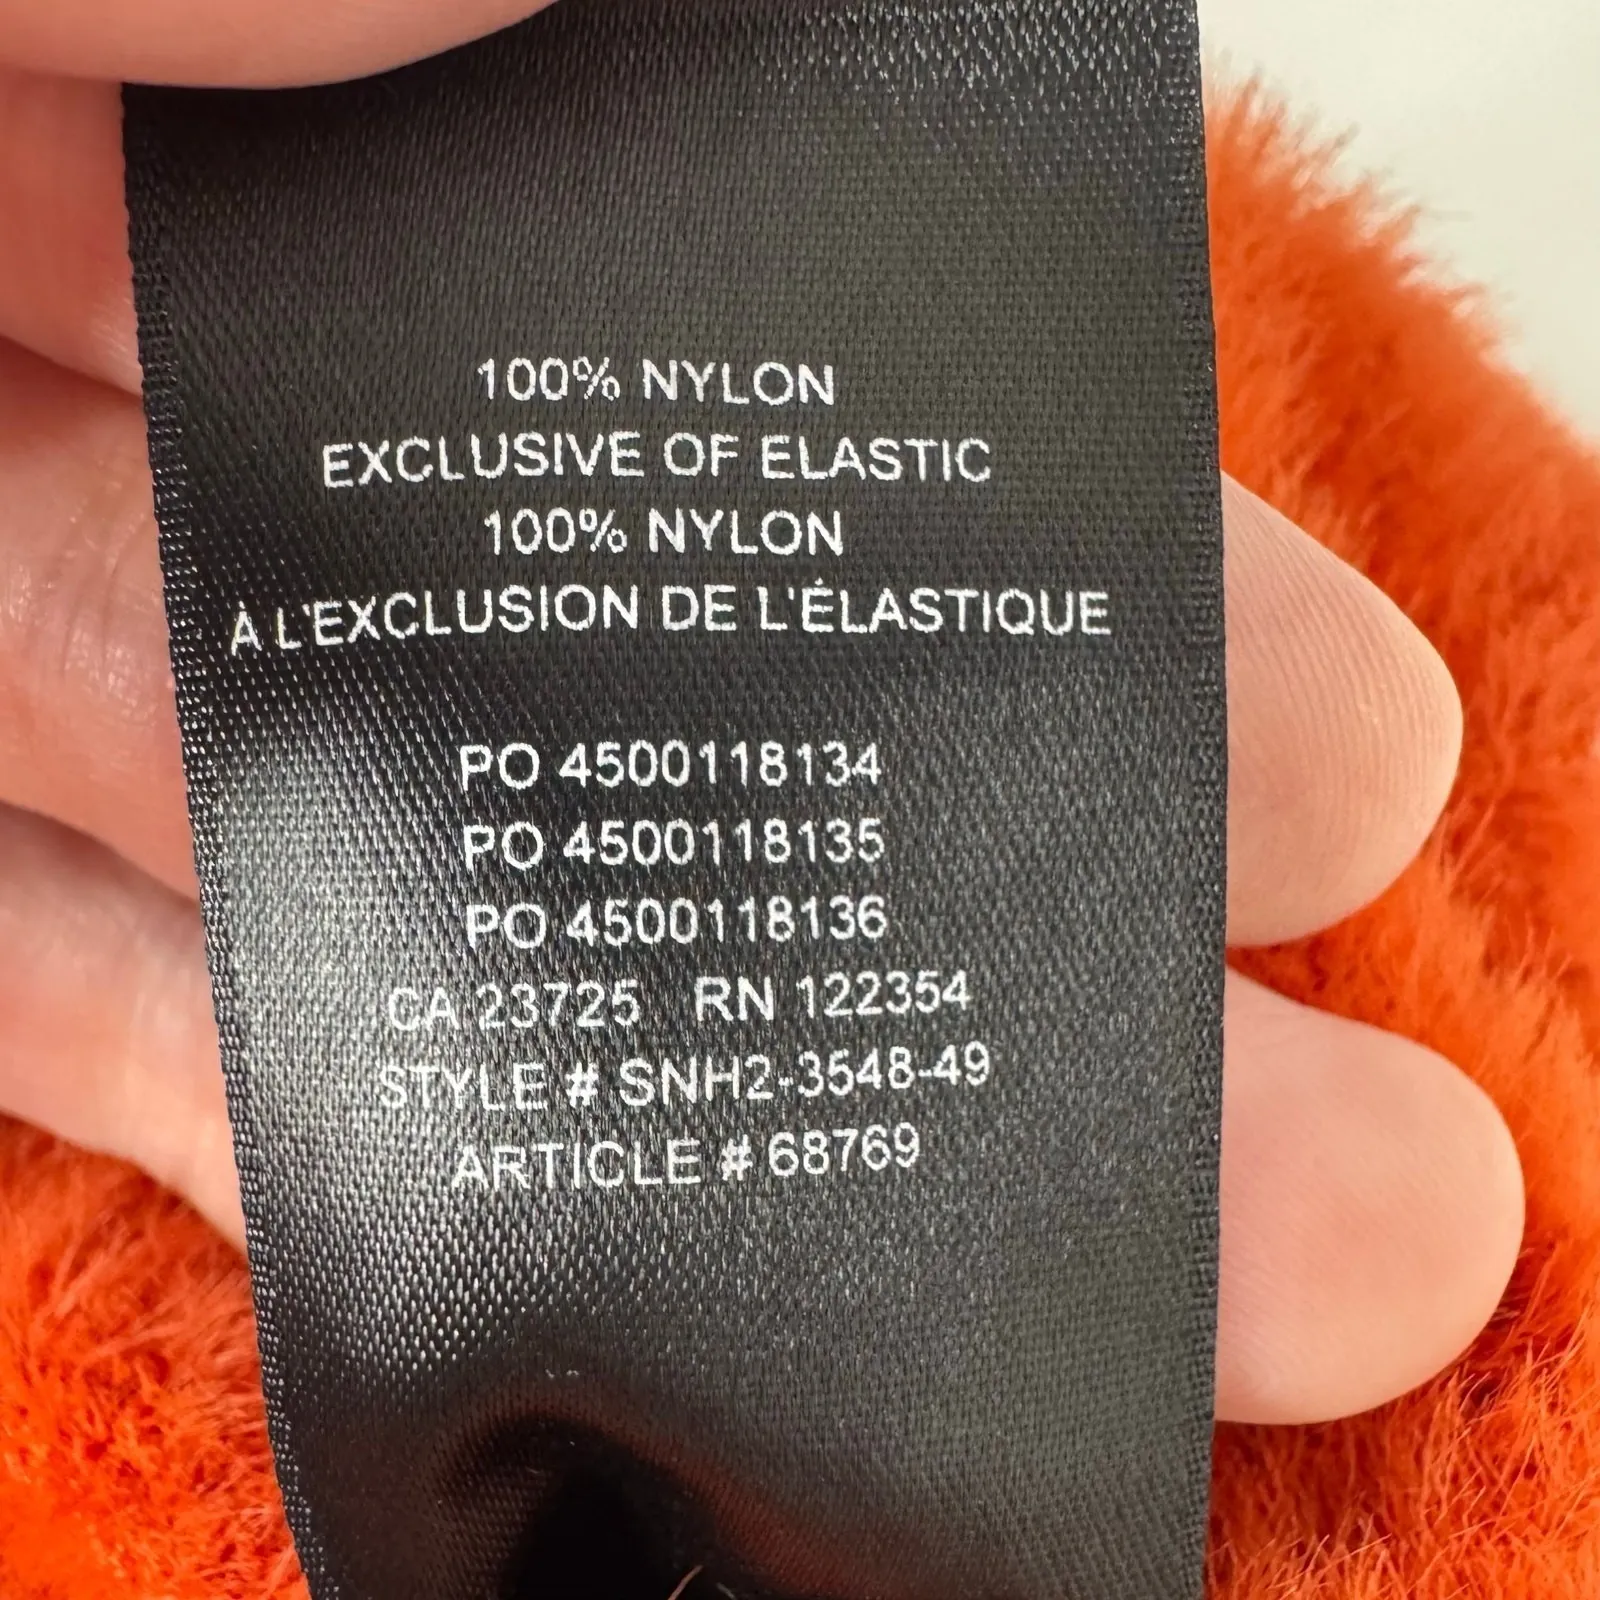 100% NYLON
EXCLUSIVE OF ELASTIC
100% NYLON
À L'EXCLUSION DE L'ÉLASTIQUE
PO 4500118134
PO 4500118135
PO 4500118136
CA 23725 RN 122354
STYLE # SNH2-3548-49
ARTICLE # 68769